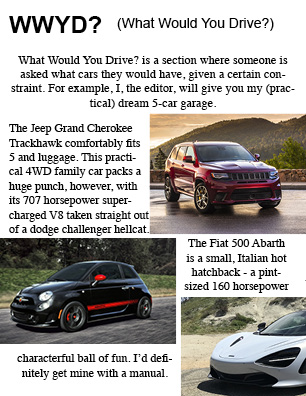 WWYD? (What Would You Drive?)
What Would You Drive? is a section where someone is
asked what cars they would have, given a certain con-
straint. For example, I, the editor, will give you my (prac-
tical) dream 5-car garage.
The Jeep Grand Cherokee
Trackhawk comfortably fits
5 and luggage. This practi-
cal 4WD family car packs a
huge punch, however, with
its 707 horsepower super-
charged V8 taken straight out
of a dodge challenger hellcat.
The Fiat 500 Abarth
is a small, Italian hot
hatchback - a pint-
sized 160 horsepower
characterful ball of fun. I'd defi-
nitely get mine with a manual.